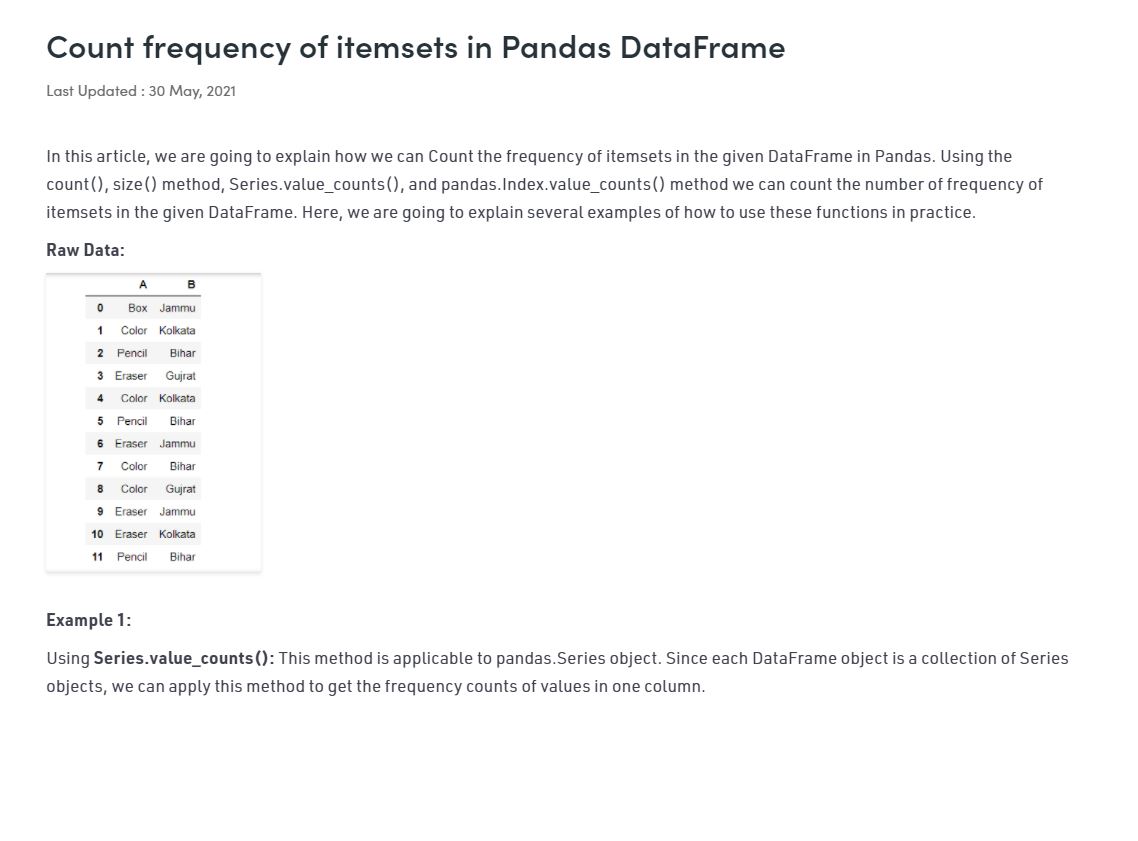 Count frequency of itemsets in Pandas DataFrame
Last Updated : 30 May, 2021
In this article, we are going to explain how we can Count the frequency of itemsets in the given DataFrame in Pandas. Using the
count(), size() method, Series.value_counts(), and pandas.Index.value_counts() method we can count the number of frequency of
itemsets in the given DataFrame. Here, we are going to explain several examples of how to use these functions in practice.
Raw Data:
A B
0 Box Jammu
1 Color Kolkata
2 Pencil Bihar
3 Eraser Gujrat
4 Color Kolkata
5 Pencil Bihar
6 Eraser Jammu
7 Color Bihar
8 Color Gujrat
9 Eraser Jammu
10 Eraser Kolkata
11 Pencil Bihar
Example 1:
Using Series.value_counts(): This method is applicable to pandas.Series object. Since each DataFrame object is a collection of Series
objects, we can apply this method to get the frequency counts of values in one column.